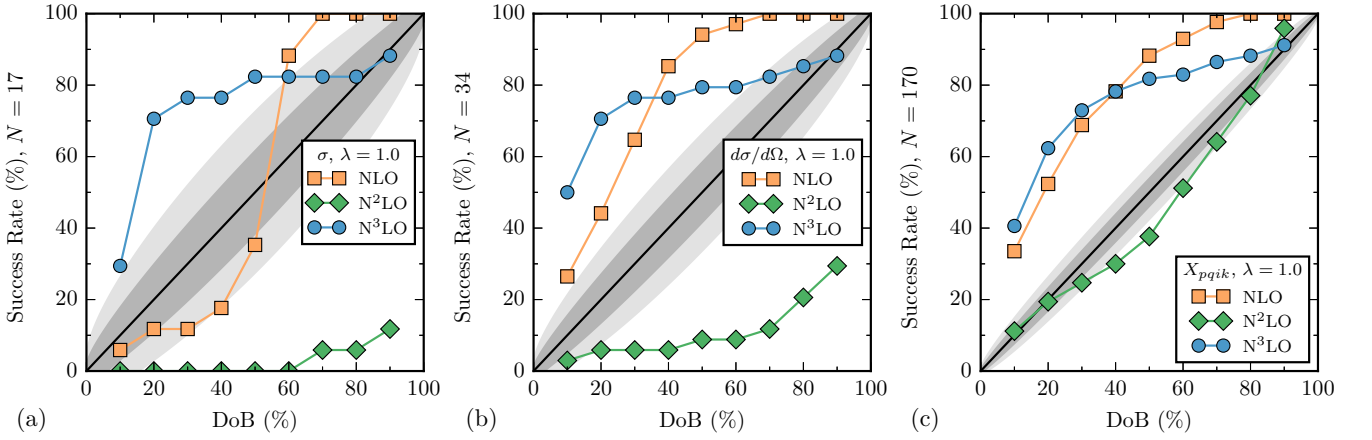 Success Rate (%), N = 17
100
80
60
40
20
0
0 20 40 60 80 100
DoB (%)
(a)
σ, λ = 1.0
NLO
N²LO
N³LO
Success Rate (%), N = 34
100
80
60
40
20
0
0 20 40 60 80 100
DoB (%)
(b)
dσ/dΩ, λ = 1.0
NLO
N²LO
N³LO
Success Rate (%), N = 170
100
80
60
40
20
0
0 20 40 60 80 100
DoB (%)
(c)
X_{pqik}, λ = 1.0
NLO
N²LO
N³LO